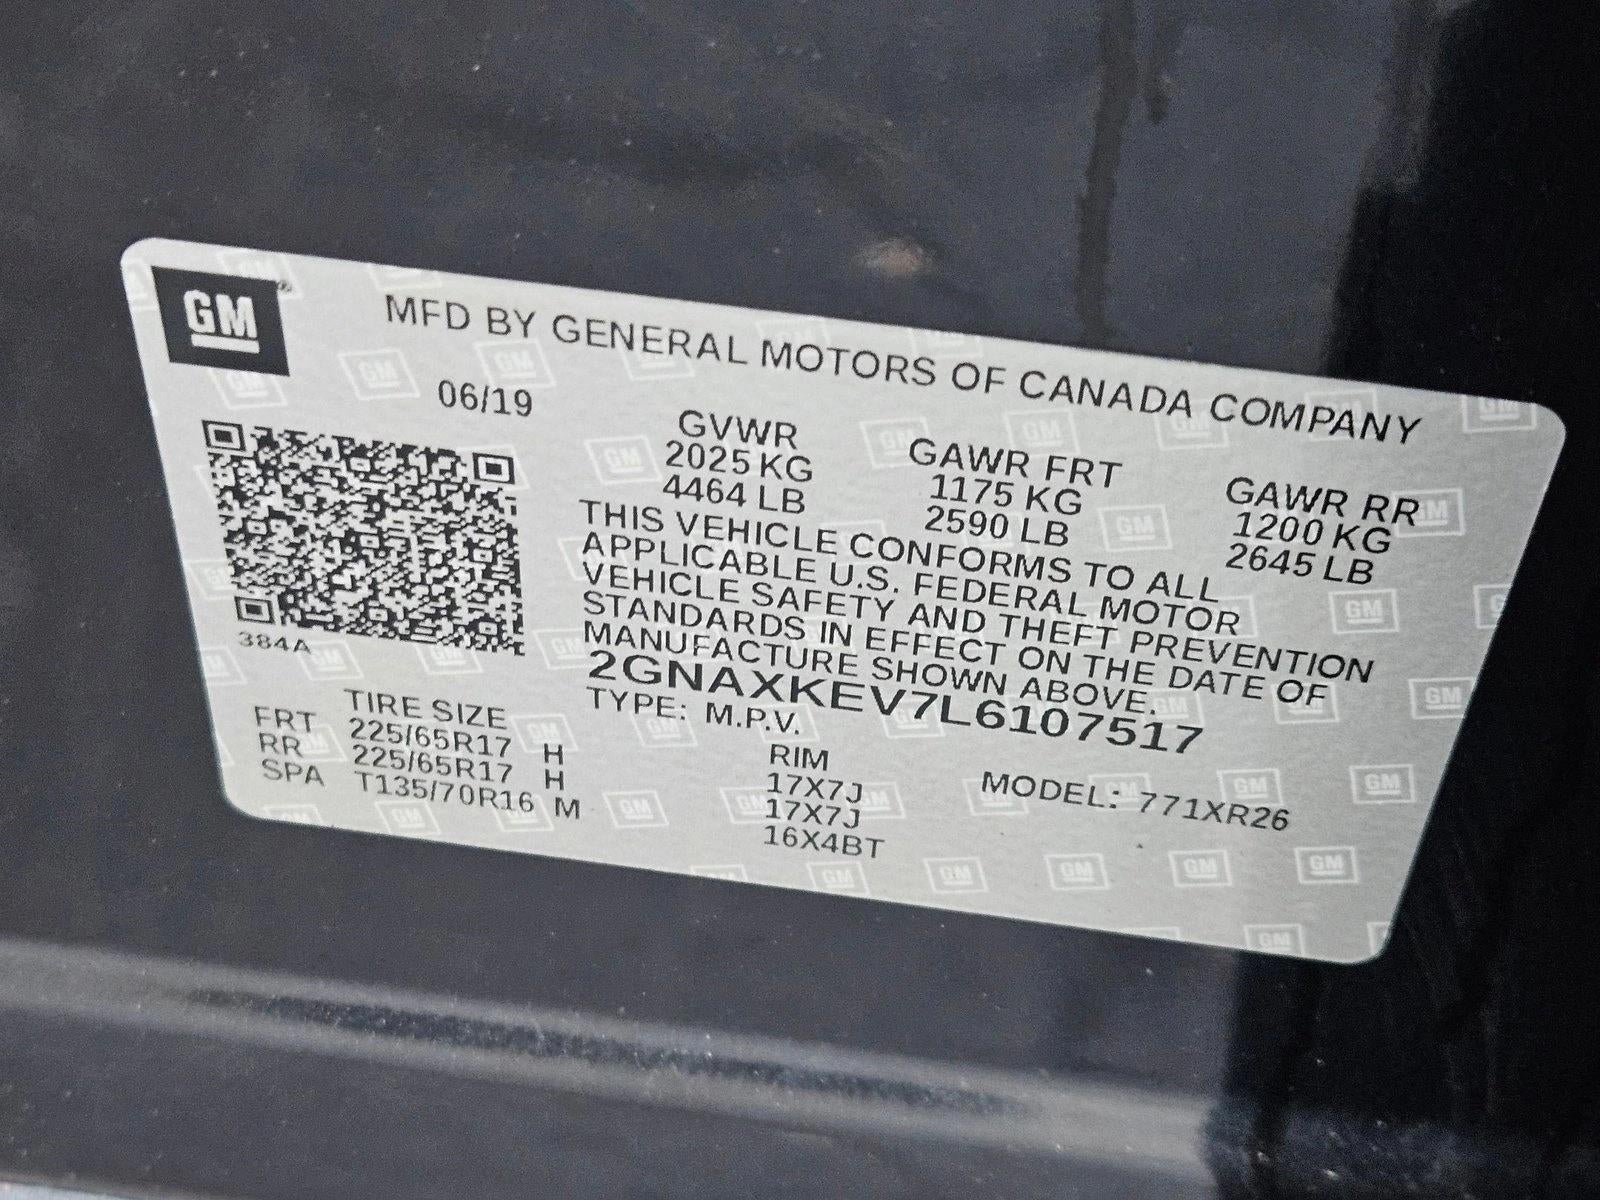 GM®
MFD BY GENERAL MOTORS OF CANADA COMPANY
06/19
GVWR
2025 KG
4464 LB
GAWR FRT
1175 KG
2590 LB
GAWR RR
1200 KG
2645 LB
THIS VEHICLE CONFORMS TO ALL
APPLICABLE U.S. FEDERAL MOTOR
VEHICLE SAFETY AND THEFT PREVENTION
STANDARDS IN EFFECT ON THE DATE OF
MANUFACTURE SHOWN ABOVE.
2GNAXKEV7L6107517
TYPE: M.P.V.
384A
TIRE SIZE
FRT 225/65R17 H
RR 225/65R17 H
SPA T135/70R16 M
RIM
17X7J
17X7J
16X4BT
MODEL: 771XR26